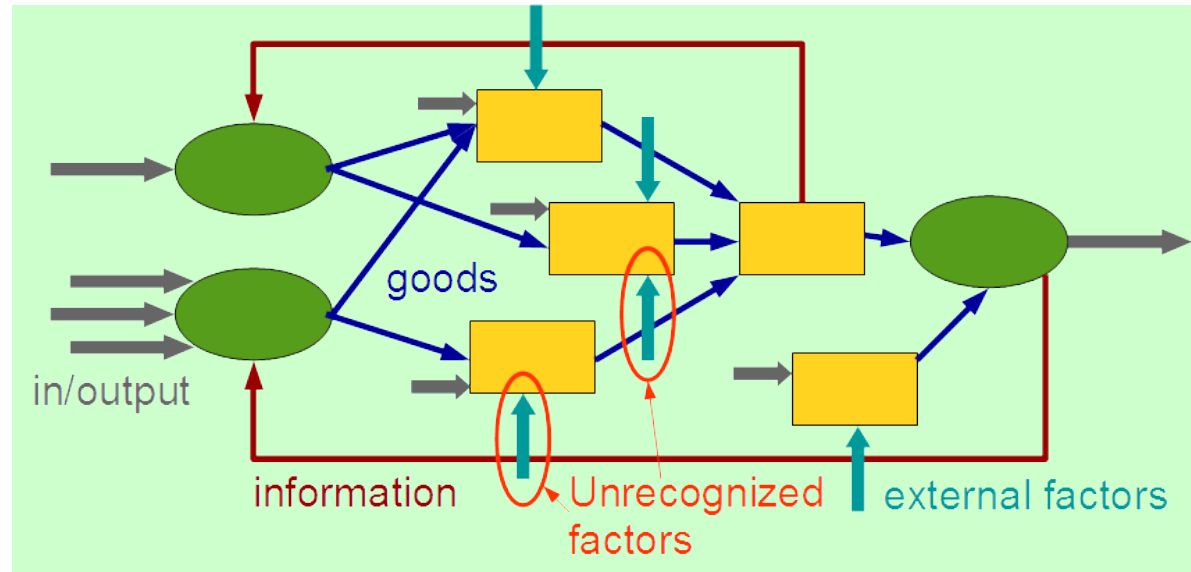 goods
in/output
information
Unrecognized
factors
external factors